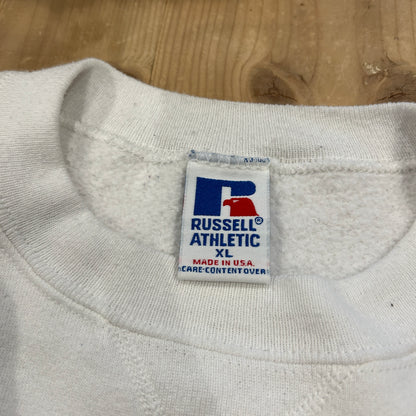 R
RUSSELL®
ATHLETIC
XL
MADE IN U.S.A.
CARE-CONTENT OVER